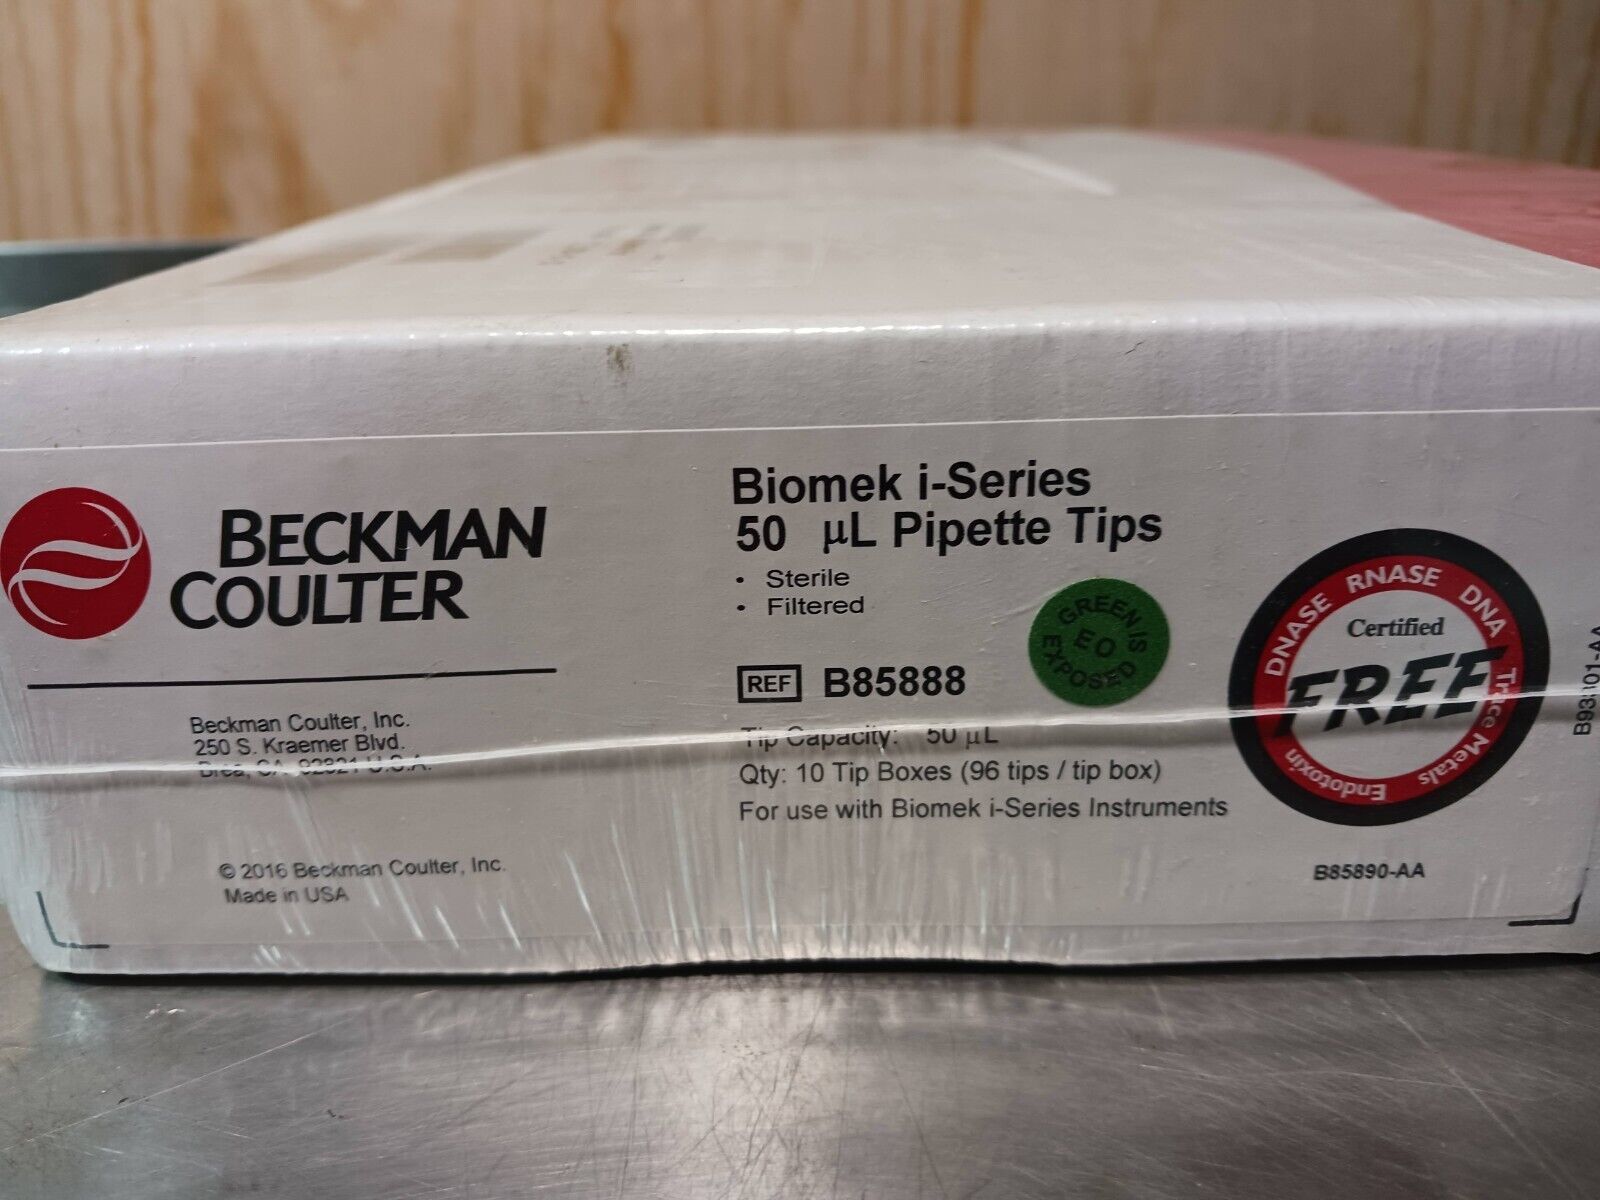 BECKMAN
COULTER
Beckman Coulter, Inc.
250 S. Kraemer Blvd.
Brea, CA 92821 U.S.A.
© 2016 Beckman Coulter, Inc.
Made in USA
Biomek i-Series
50 µL Pipette Tips
• Sterile
• Filtered
REF B85888
Tip Capacity: 50 µL
Qty: 10 Tip Boxes (96 tips / tip box)
For use with Biomek i-Series Instruments
GREEN IS
EO
EXPOSED
DNASE RNASE DNA Trace Metals Endotoxin
Certified
FREE
B85890-AA